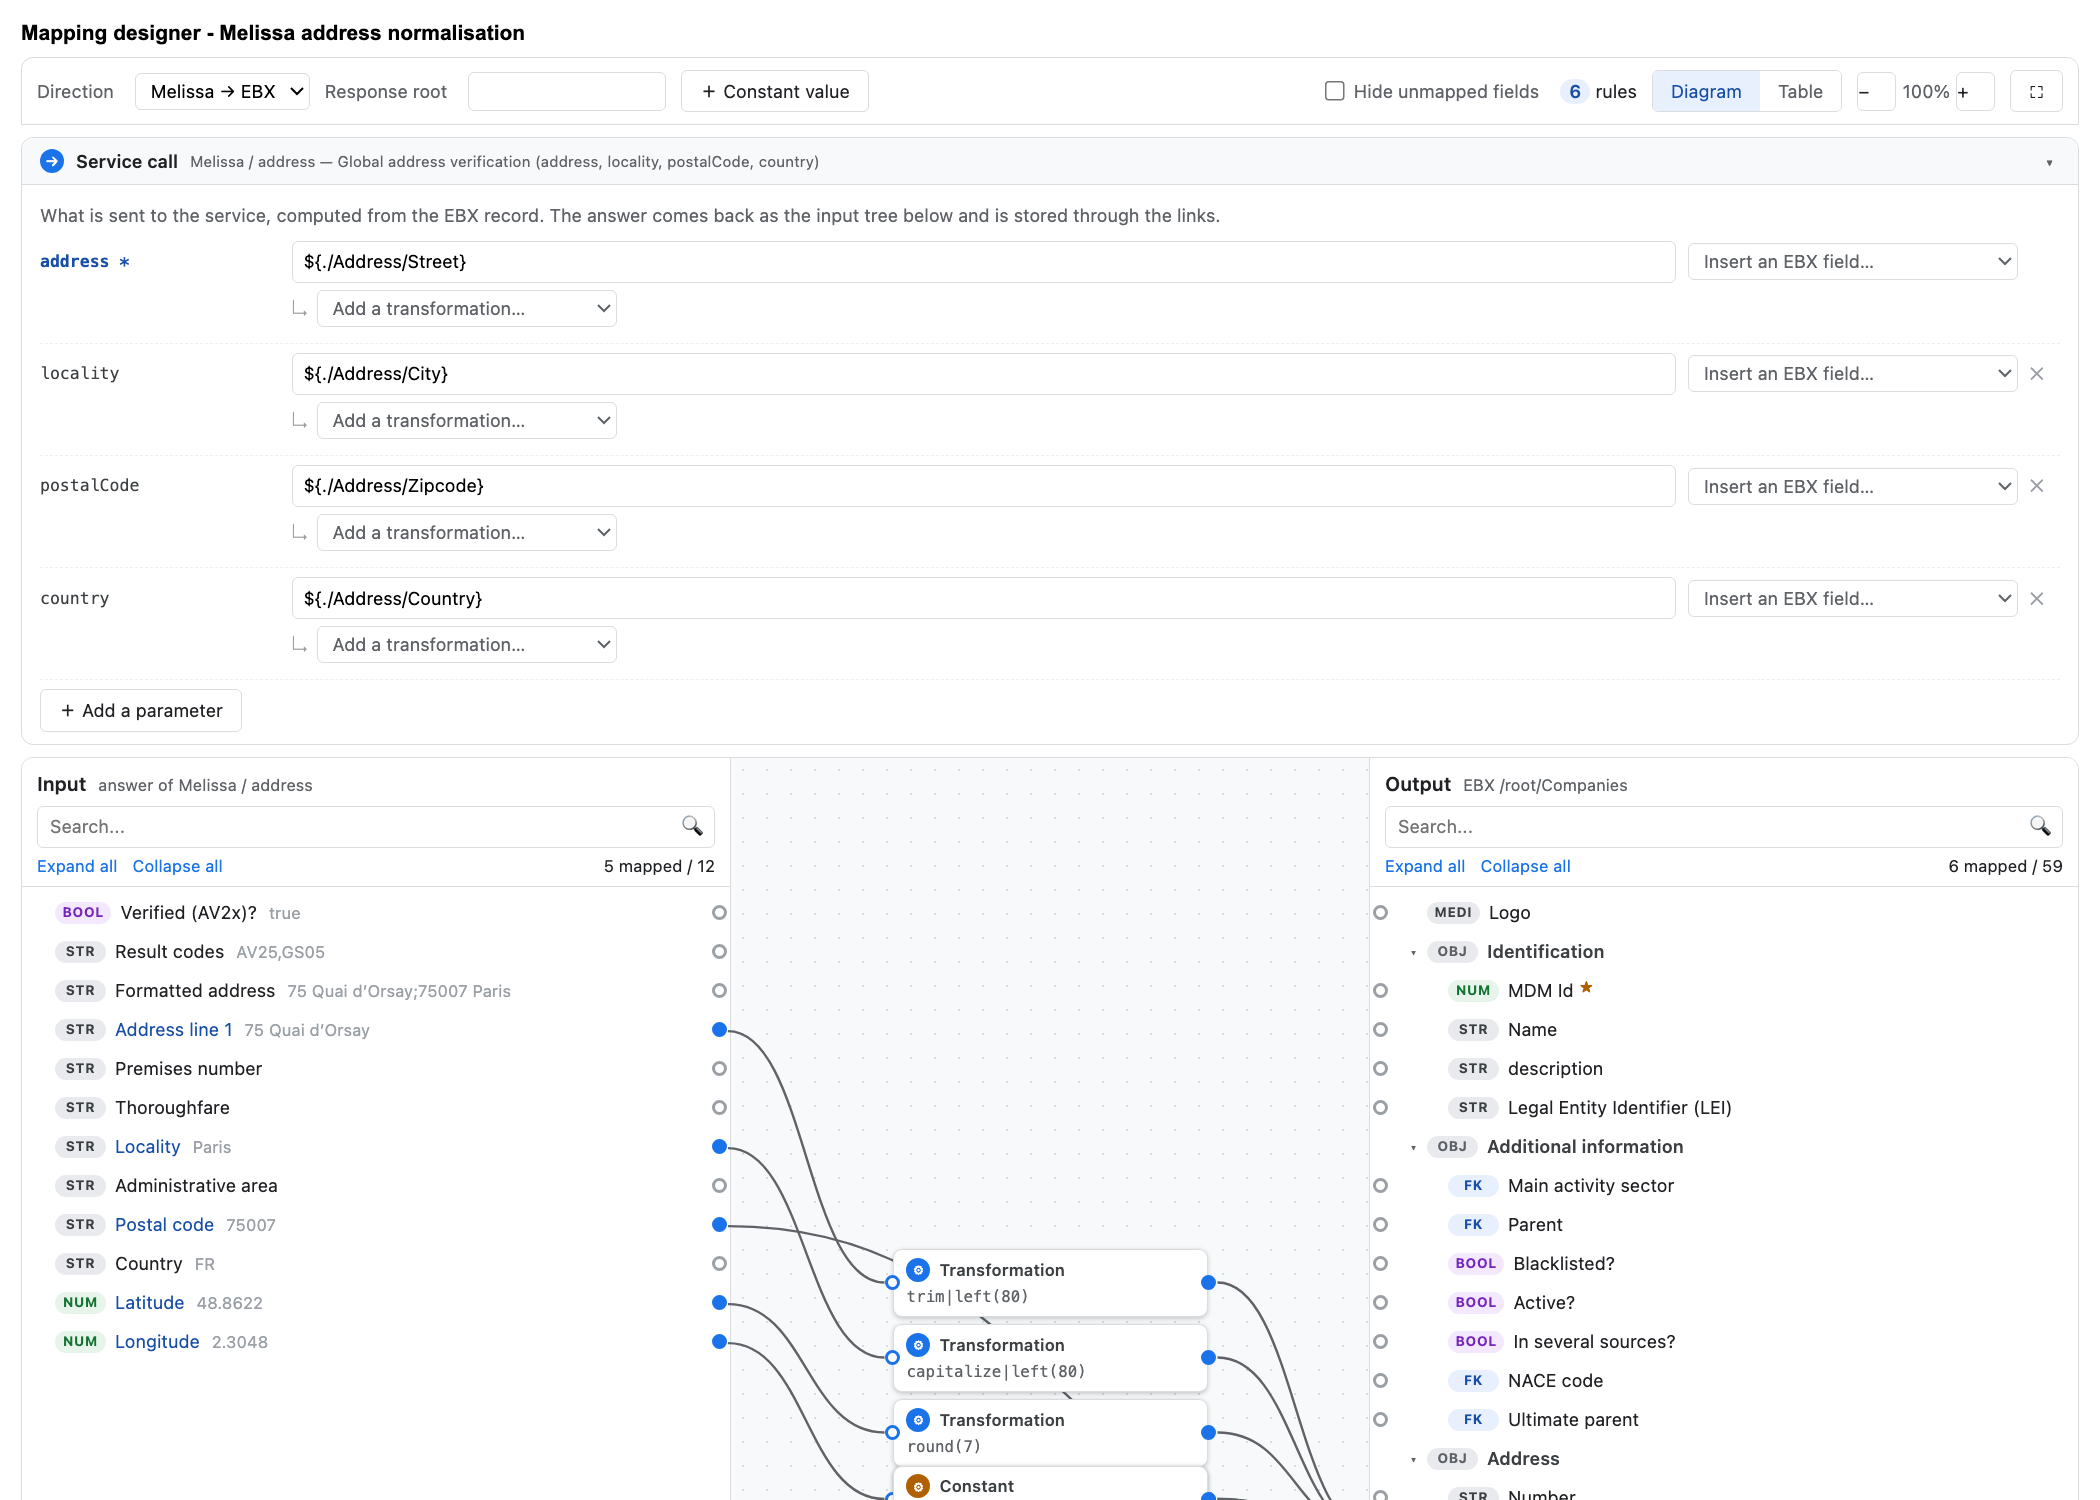 Mapping designer - Melissa address normalisation
Direction Melissa → EBX Response root + Constant value Hide unmapped fields 6 rules Diagram Table − 100% +
Service call Melissa / address — Global address verification (address, locality, postalCode, country)
What is sent to the service, computed from the EBX record. The answer comes back as the input tree below and is stored through the links.
address * ${./Address/Street} Insert an EBX field...
Add a transformation...
locality ${./Address/City} Insert an EBX field... ×
Add a transformation...
postalCode ${./Address/Zipcode} Insert an EBX field... ×
Add a transformation...
country ${./Address/Country} Insert an EBX field... ×
Add a transformation...
+ Add a parameter
Input answer of Melissa / address
Search...
Expand all Collapse all 5 mapped / 12
BOOL Verified (AV2x)? true
STR Result codes AV25,GS05
STR Formatted address 75 Quai d’Orsay;75007 Paris
STR Address line 1 75 Quai d’Orsay
STR Premises number
STR Thoroughfare
STR Locality Paris
STR Administrative area
STR Postal code 75007
STR Country FR
NUM Latitude 48.8622
NUM Longitude 2.3048
Transformation
trim|left(80)
Transformation
capitalize|left(80)
Transformation
round(7)
Constant
Output EBX /root/Companies
Search...
Expand all Collapse all 6 mapped / 59
MEDI Logo
OBJ Identification
NUM MDM Id ★
STR Name
STR description
STR Legal Entity Identifier (LEI)
OBJ Additional information
FK Main activity sector
FK Parent
BOOL Blacklisted?
BOOL Active?
BOOL In several sources?
FK NACE code
FK Ultimate parent
OBJ Address
STR Number